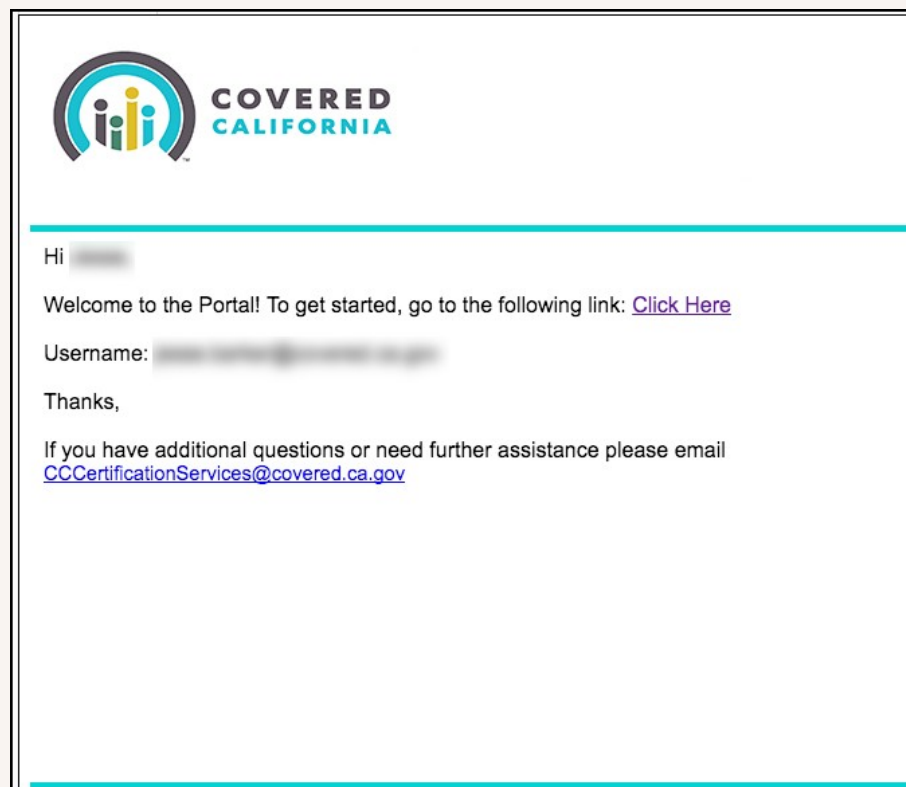 COVERED
CALIFORNIA
TM
Hi
Welcome to the Portal! To get started, go to the following link: Click Here
Username:
Thanks,
If you have additional questions or need further assistance please email
CCCertificationServices@covered.ca.gov